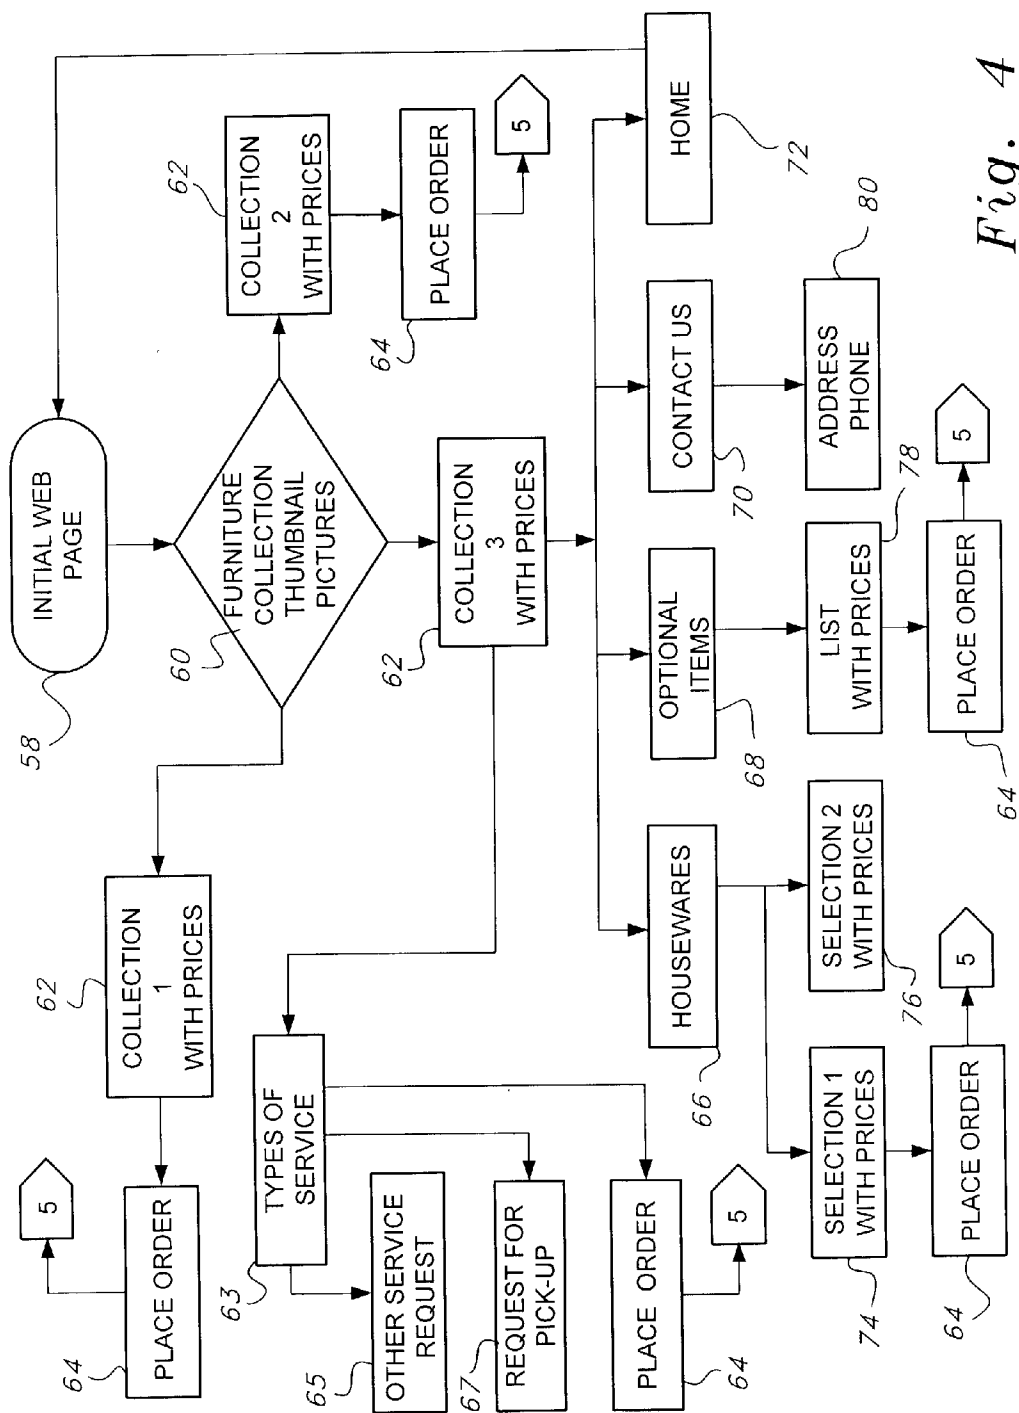 58
INITIAL WEB
PAGE
60
FURNITURE
COLLECTION
THUMBNAIL
PICTURES
62
COLLECTION
1
WITH PRICES
62
COLLECTION
2
WITH PRICES
64
PLACE ORDER
5
64
PLACE ORDER
5
62
COLLECTION
3
WITH PRICES
63
TYPES OF
SERVICE
65
OTHER SERVICE
REQUEST
67
REQUEST FOR
PICK-UP
64
PLACE ORDER
5
66
HOUSEWARES
68
OPTIONAL
ITEMS
70
CONTACT US
72
HOME
74
SELECTION 1
WITH PRICES
76
SELECTION 2
WITH PRICES
78
LIST
WITH PRICES
80
ADDRESS
PHONE
64
PLACE ORDER
5
64
PLACE ORDER
5
Fig. 4